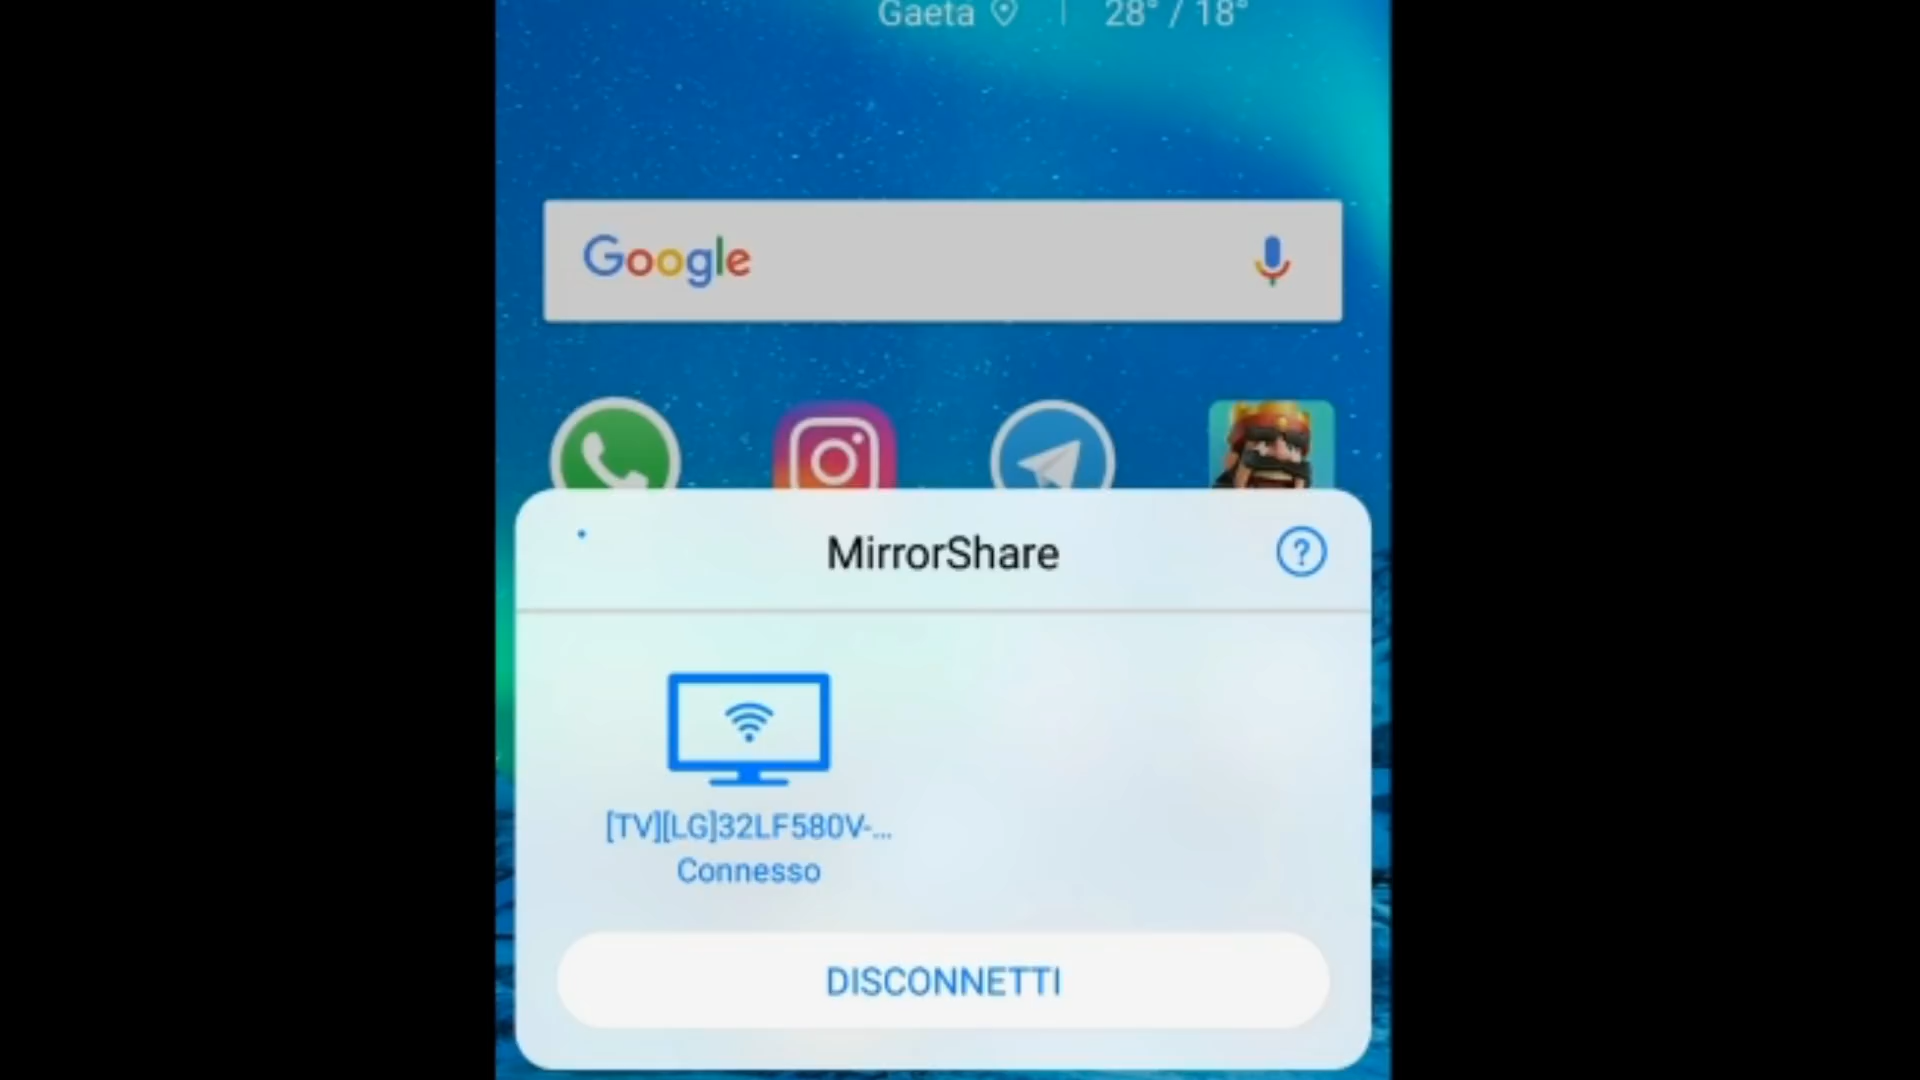 Gaeta | 28° / 18°
Google
MirrorShare
?
[TV][LG]32LF580V-...
Connesso
DISCONNETTI